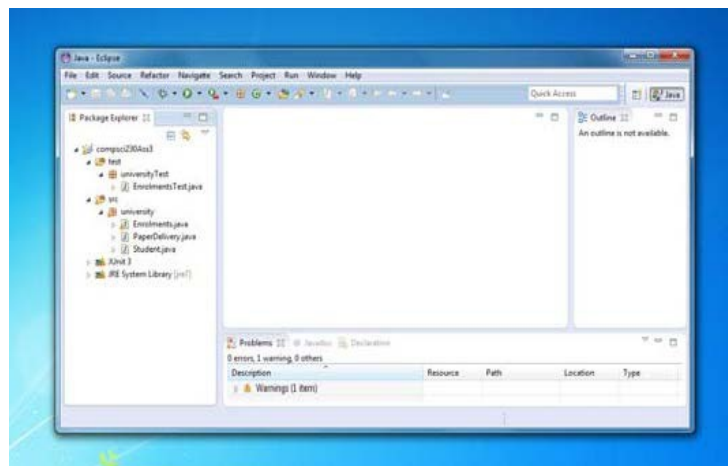 Java - Eclipse
File Edit Source Refactor Navigate Search Project Run Window Help
Quick Access
Java
Package Explorer
compsci230Ass3
test
universityTest
EnrolmentsTest.java
src
university
Enrolments.java
PaperDelivery.java
Student.java
JUnit 3
JRE System Library [jre7]
Outline
An outline is not available.
Problems Javadoc Declaration
0 errors, 1 warning, 0 others
Description Resource Path Location Type
Warnings (1 item)